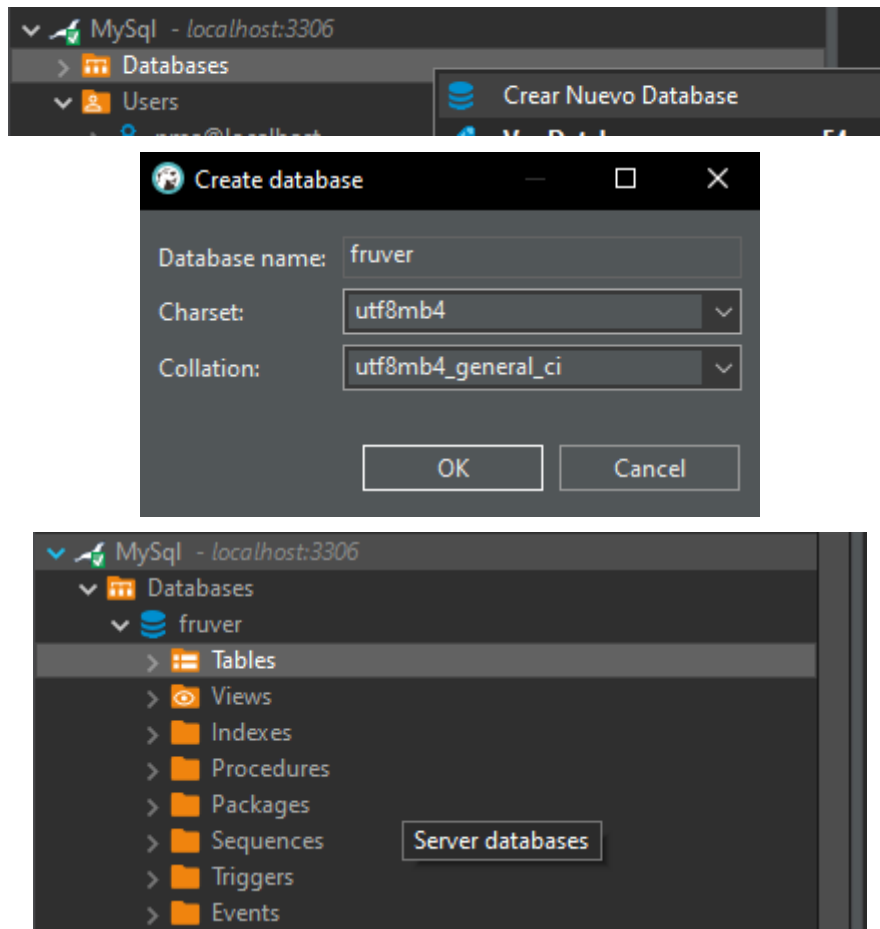 MySql - localhost:3306
Databases
Crear Nuevo Database
Users
Create database
Database name: fruver
Charset: utf8mb4
Collation: utf8mb4_general_ci
OK Cancel
MySql - localhost:3306
Databases
fruver
Tables
Views
Indexes
Procedures
Packages
Sequences
Server databases
Triggers
Events